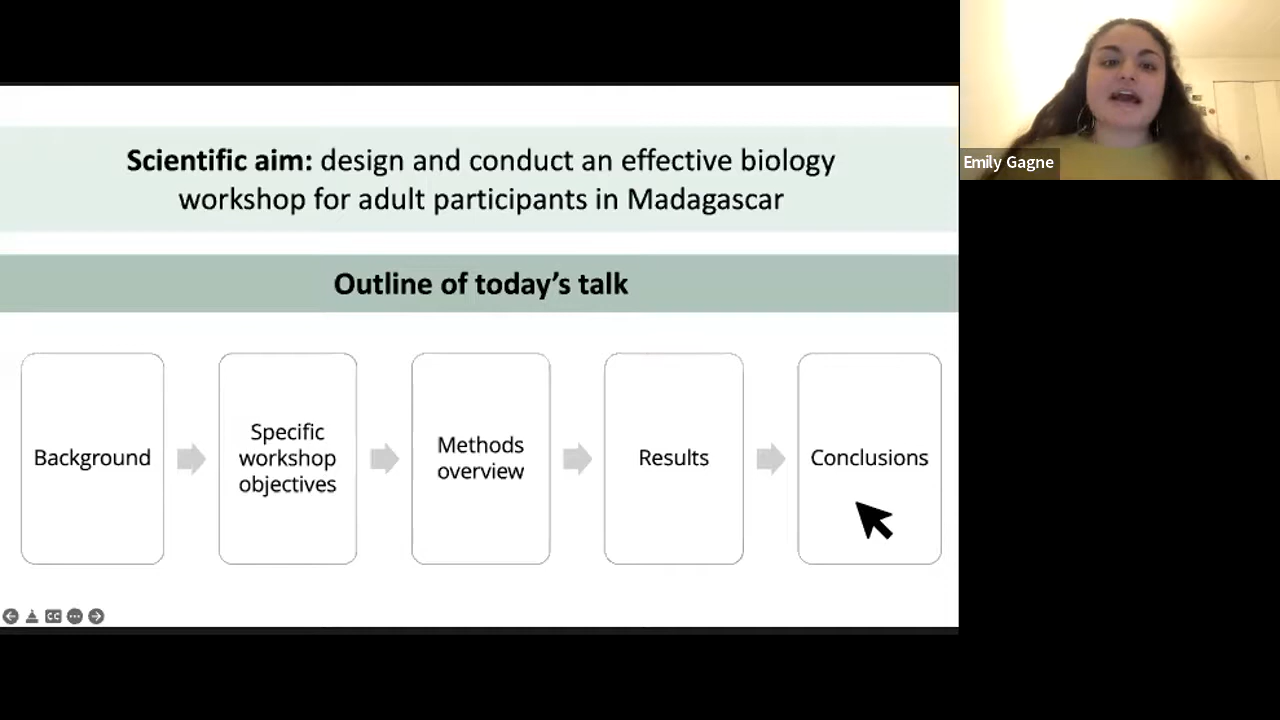 Scientific aim: design and conduct an effective biology
workshop for adult participants in Madagascar
Outline of today's talk
Background
Specific
workshop
objectives
Methods
overview
Results
Conclusions
CC
Emily Gagne